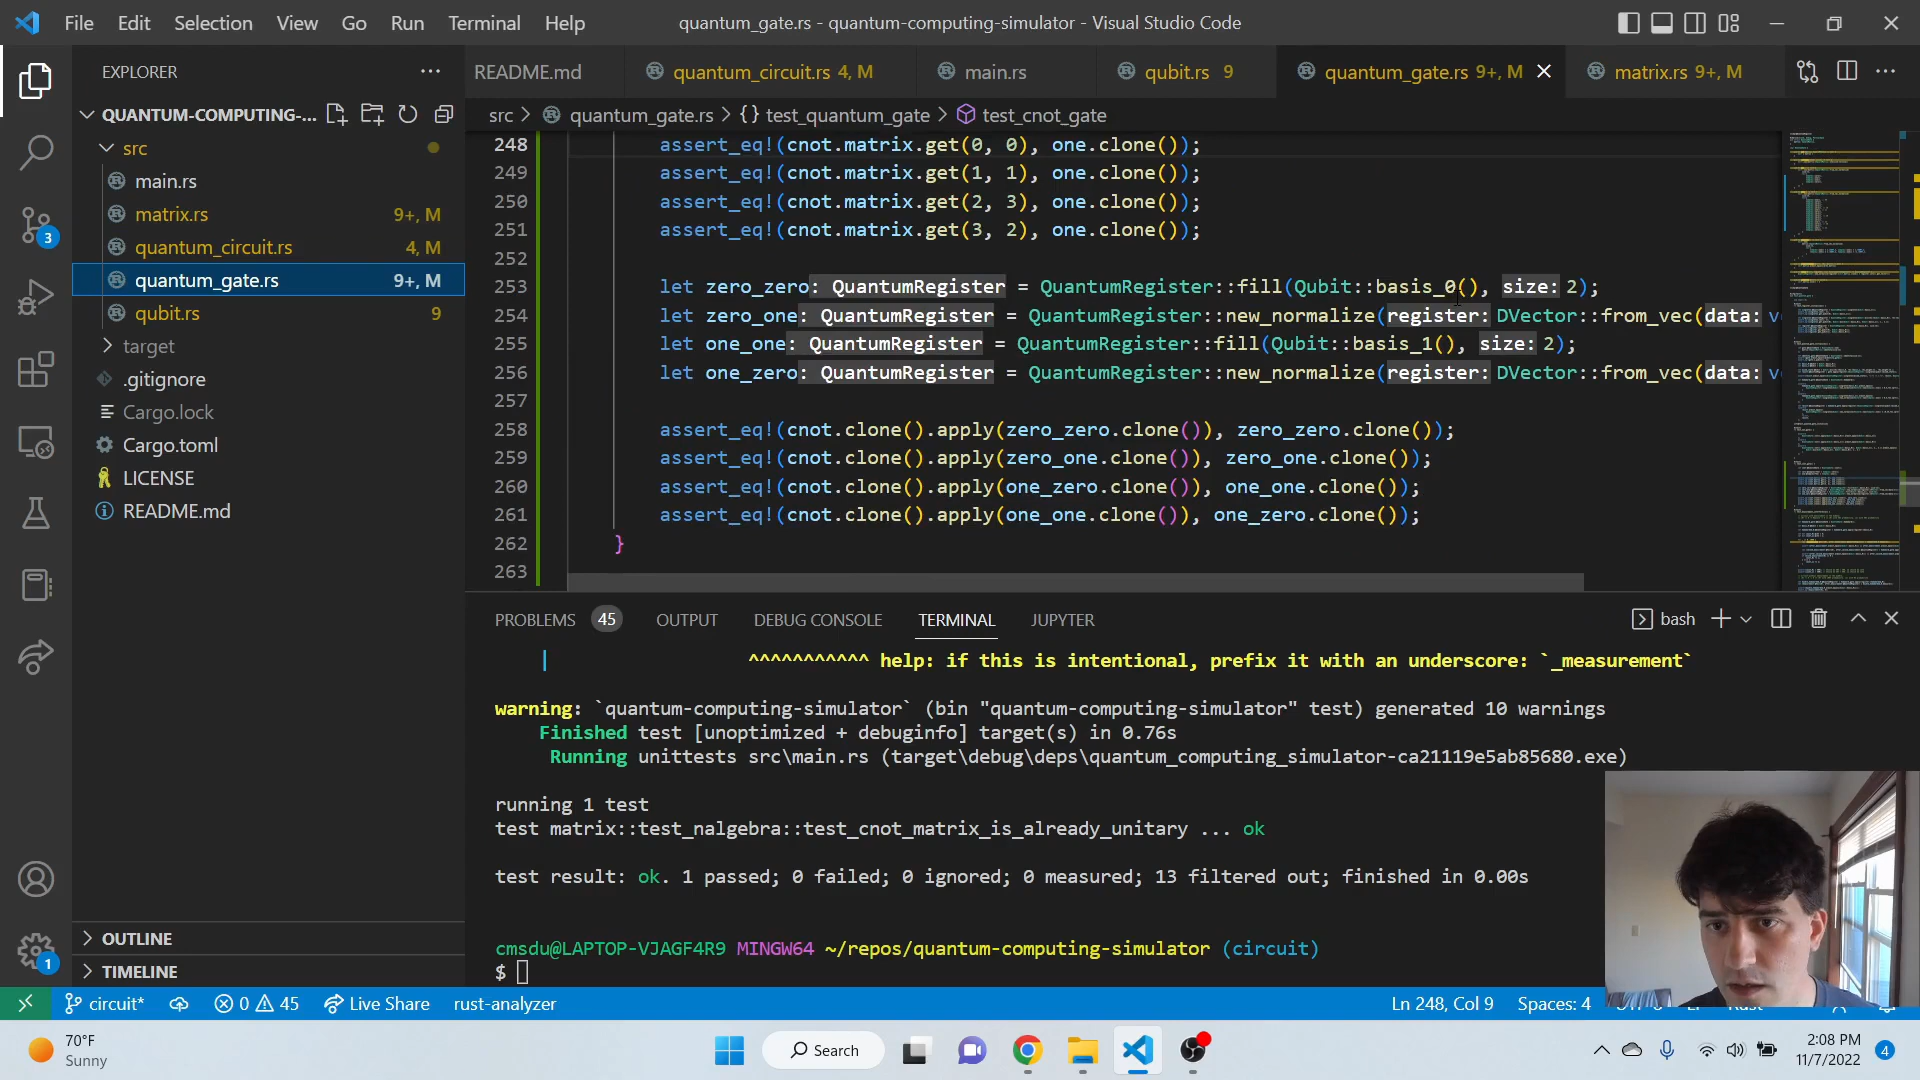 File Edit Selection View Go Run Terminal Help
quantum_gate.rs - quantum-computing-simulator - Visual Studio Code
EXPLORER
QUANTUM-COMPUTING-...
src
main.rs
matrix.rs 9+, M
quantum_circuit.rs 4, M
quantum_gate.rs 9+, M
qubit.rs 9
target
.gitignore
Cargo.lock
Cargo.toml
LICENSE
README.md
OUTLINE
TIMELINE
3
1
README.md quantum_circuit.rs 4, M main.rs qubit.rs 9 quantum_gate.rs 9+, M matrix.rs 9+, M
src > quantum_gate.rs > {} test_quantum_gate > test_cnot_gate
248 assert_eq!(cnot.matrix.get(0, 0), one.clone());
249 assert_eq!(cnot.matrix.get(1, 1), one.clone());
250 assert_eq!(cnot.matrix.get(2, 3), one.clone());
251 assert_eq!(cnot.matrix.get(3, 2), one.clone());
252
253 let zero_zero: QuantumRegister = QuantumRegister::fill(Qubit::basis_0(), size: 2);
254 let zero_one: QuantumRegister = QuantumRegister::new_normalize(register: DVector::from_vec(data: ve
255 let one_one: QuantumRegister = QuantumRegister::fill(Qubit::basis_1(), size: 2);
256 let one_zero: QuantumRegister = QuantumRegister::new_normalize(register: DVector::from_vec(data: ve
257
258 assert_eq!(cnot.clone().apply(zero_zero.clone()), zero_zero.clone());
259 assert_eq!(cnot.clone().apply(zero_one.clone()), zero_one.clone());
260 assert_eq!(cnot.clone().apply(one_zero.clone()), one_one.clone());
261 assert_eq!(cnot.clone().apply(one_one.clone()), one_zero.clone());
262 }
263
PROBLEMS 45 OUTPUT DEBUG CONSOLE TERMINAL JUPYTER
bash
| ^^^^^^^^^^^ help: if this is intentional, prefix it with an underscore: `_measurement`
warning: `quantum-computing-simulator` (bin "quantum-computing-simulator" test) generated 10 warnings
Finished test [unoptimized + debuginfo] target(s) in 0.76s
Running unittests src\main.rs (target\debug\deps\quantum_computing_simulator-ca21119e5ab85680.exe)
running 1 test
test matrix::test_nalgebra::test_cnot_matrix_is_already_unitary ... ok
test result: ok. 1 passed; 0 failed; 0 ignored; 0 measured; 13 filtered out; finished in 0.00s
cmsdu@LAPTOP-VJAGF4R9 MINGW64 ~/repos/quantum-computing-simulator (circuit)
$
circuit* 0 45 Live Share rust-analyzer
Ln 248, Col 9 Spaces: 4
70°F
Sunny
Search
2:08 PM
11/7/2022
4